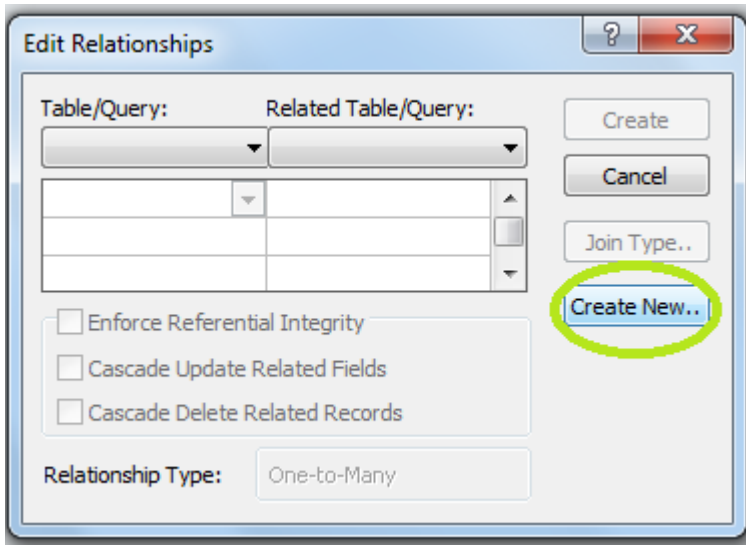 Edit Relationships
?
X
Table/Query:
Related Table/Query:
Create
Cancel
Join Type..
Create New..
Enforce Referential Integrity
Cascade Update Related Fields
Cascade Delete Related Records
Relationship Type:
One-to-Many